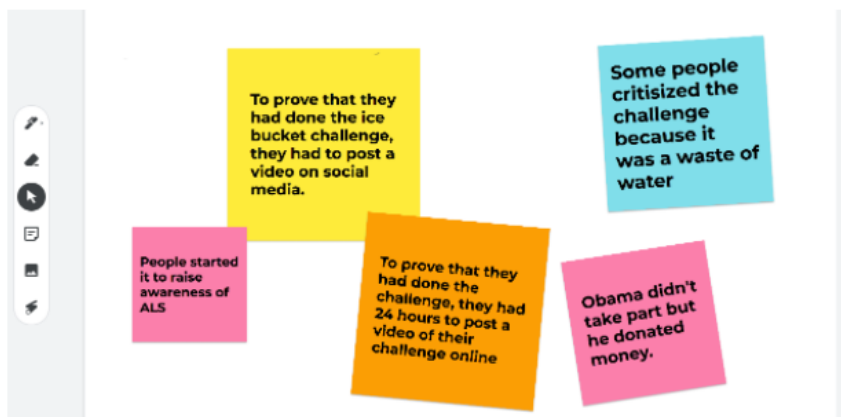 To prove that they
had done the ice
bucket challenge,
they had to post a
video on social
media.
Some people
critisized the
challenge
because it
was a waste of
water
People started
it to raise
awareness of
ALS
To prove that they
had done the
challenge, they had
24 hours to post a
video of their
challenge online
Obama didn't
take part but
he donated
money.